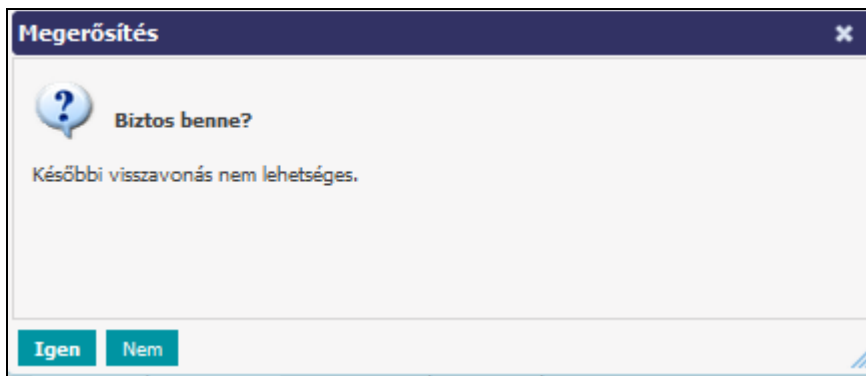 Megerősítés
Biztos benne?
Későbbi visszavonás nem lehetséges.
Igen Nem